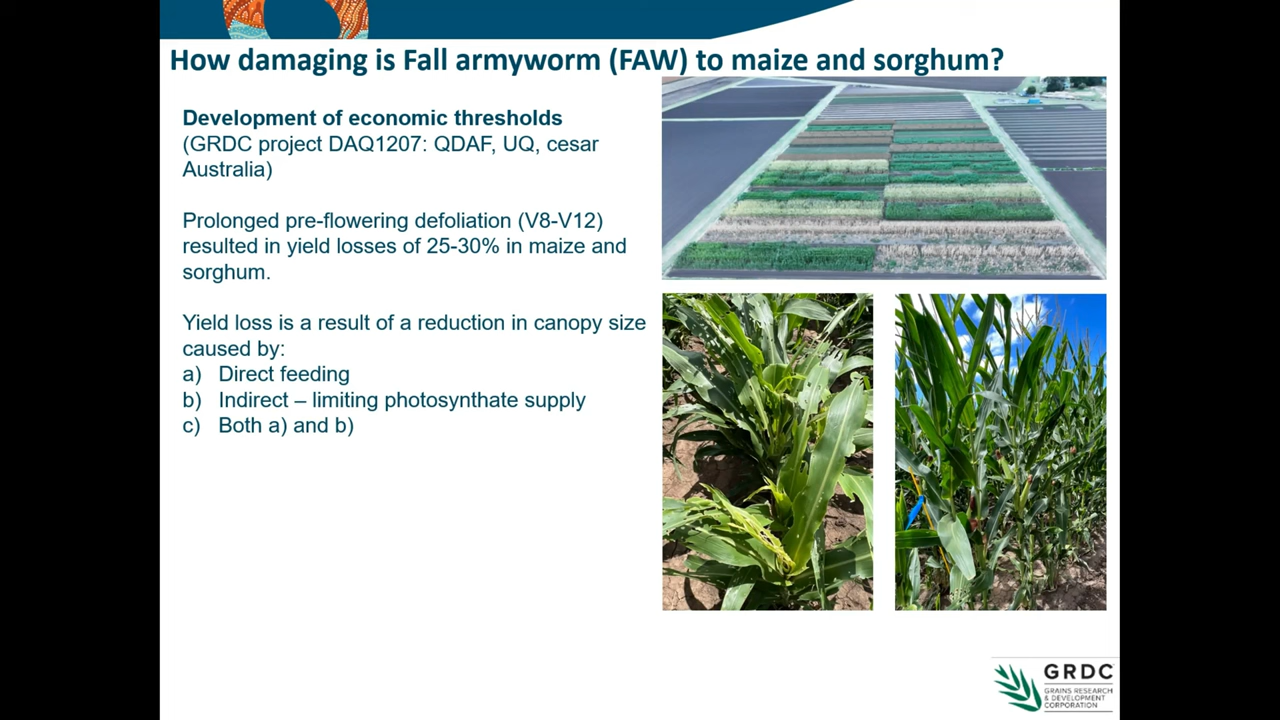 How damaging is Fall armyworm (FAW) to maize and sorghum?
Development of economic thresholds
(GRDC project DAQ1207: QDAF, UQ, cesar
Australia)
Prolonged pre-flowering defoliation (V8-V12)
resulted in yield losses of 25-30% in maize and
sorghum.
Yield loss is a result of a reduction in canopy size
caused by:
a) Direct feeding
b) Indirect – limiting photosynthate supply
c) Both a) and b)
GRDC
GRAINS RESEARCH
& DEVELOPMENT
CORPORATION